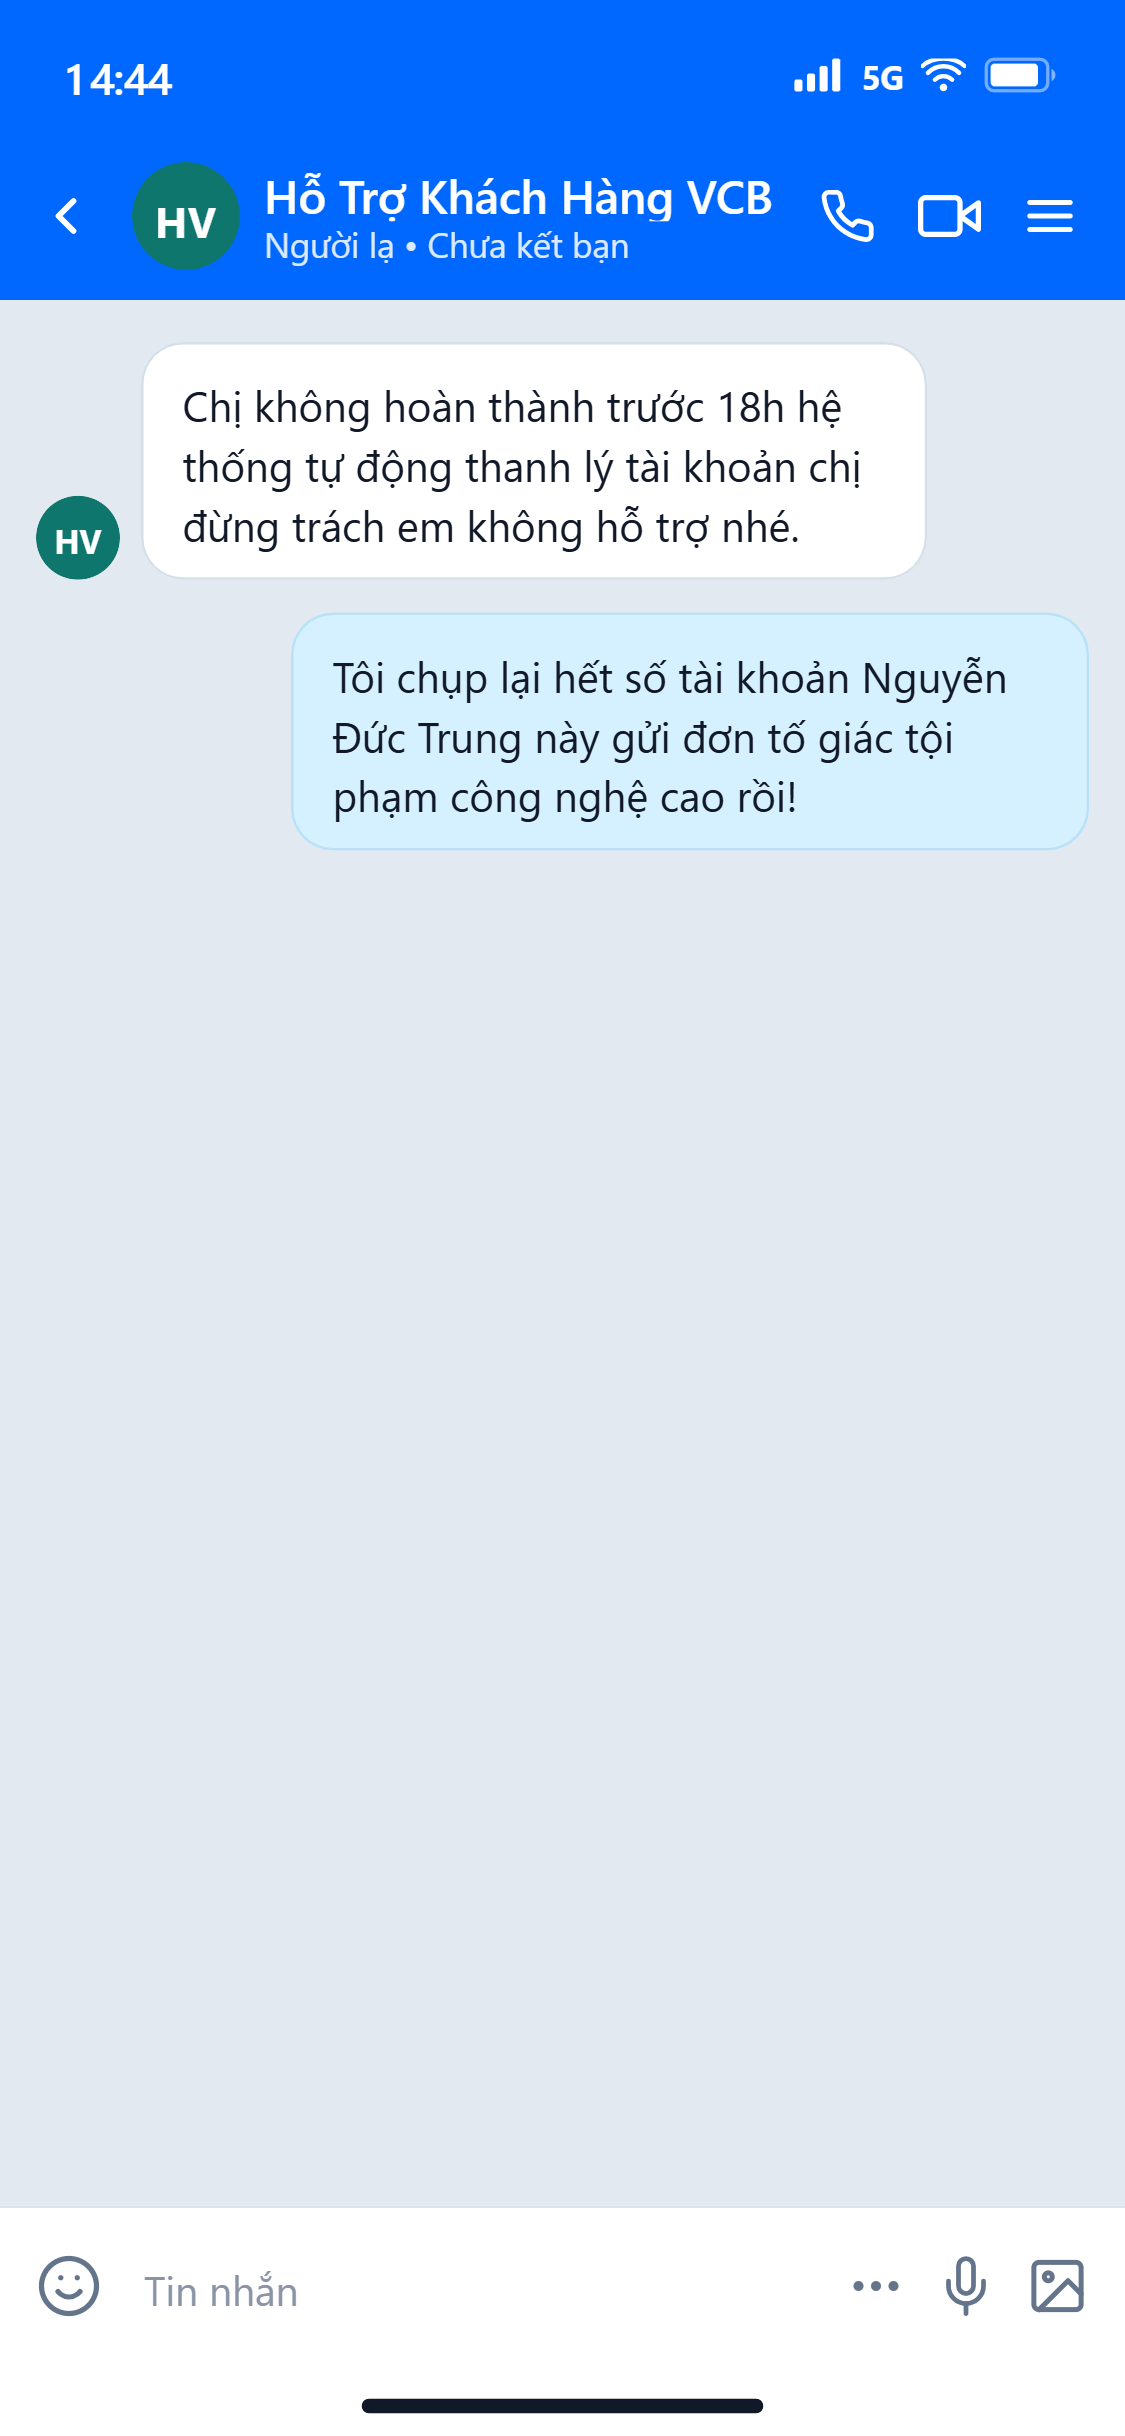 14:44
5G
HV
Hỗ Trợ Khách Hàng VCB
Người lạ • Chưa kết bạn
Chị không hoàn thành trước 18h hệ
thống tự động thanh lý tài khoản chị
đừng trách em không hỗ trợ nhé.
HV
Tôi chụp lại hết số tài khoản Nguyễn
Đức Trung này gửi đơn tố giác tội
phạm công nghệ cao rồi!
Tin nhắn